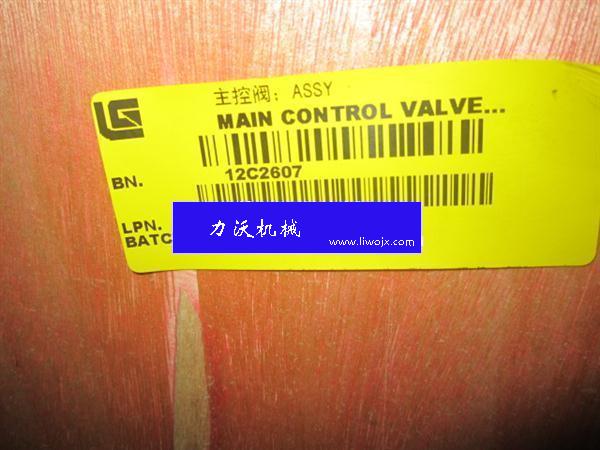 LG
主控阀; ASSY
MAIN CONTROL VALVE...
BN.
12C2607
LPN.
BATC
力沃机械
www.liwojx.com